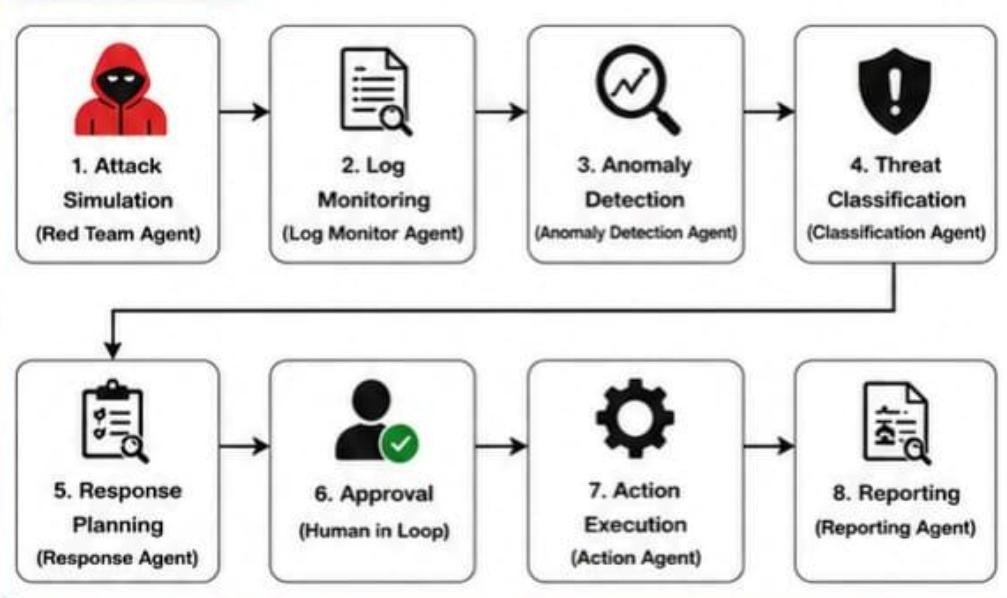 1. Attack
Simulation
(Red Team Agent)
2. Log
Monitoring
(Log Monitor Agent)
3. Anomaly
Detection
(Anomaly Detection Agent)
4. Threat
Classification
(Classification Agent)
5. Response
Planning
(Response Agent)
6. Approval
(Human in Loop)
7. Action
Execution
(Action Agent)
8. Reporting
(Reporting Agent)